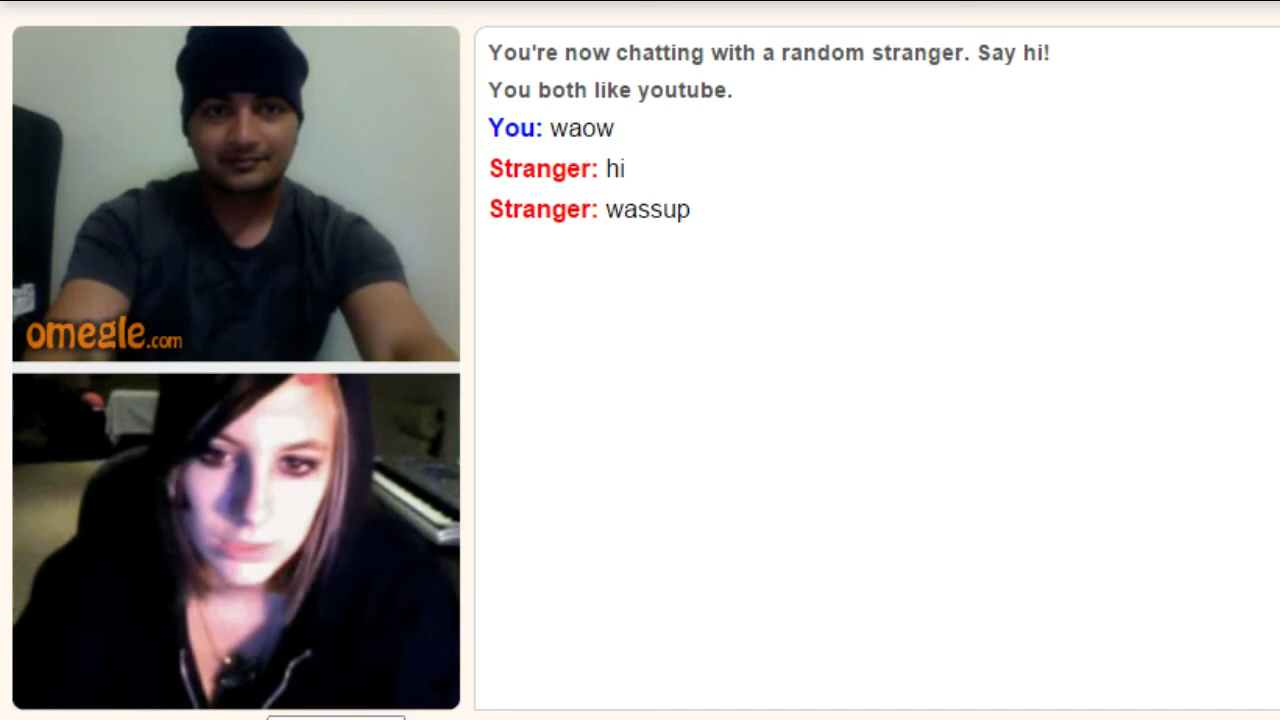 You're now chatting with a random stranger. Say hi!
You both like youtube.
You: waow
Stranger: hi
Stranger: wassup
omegle.com